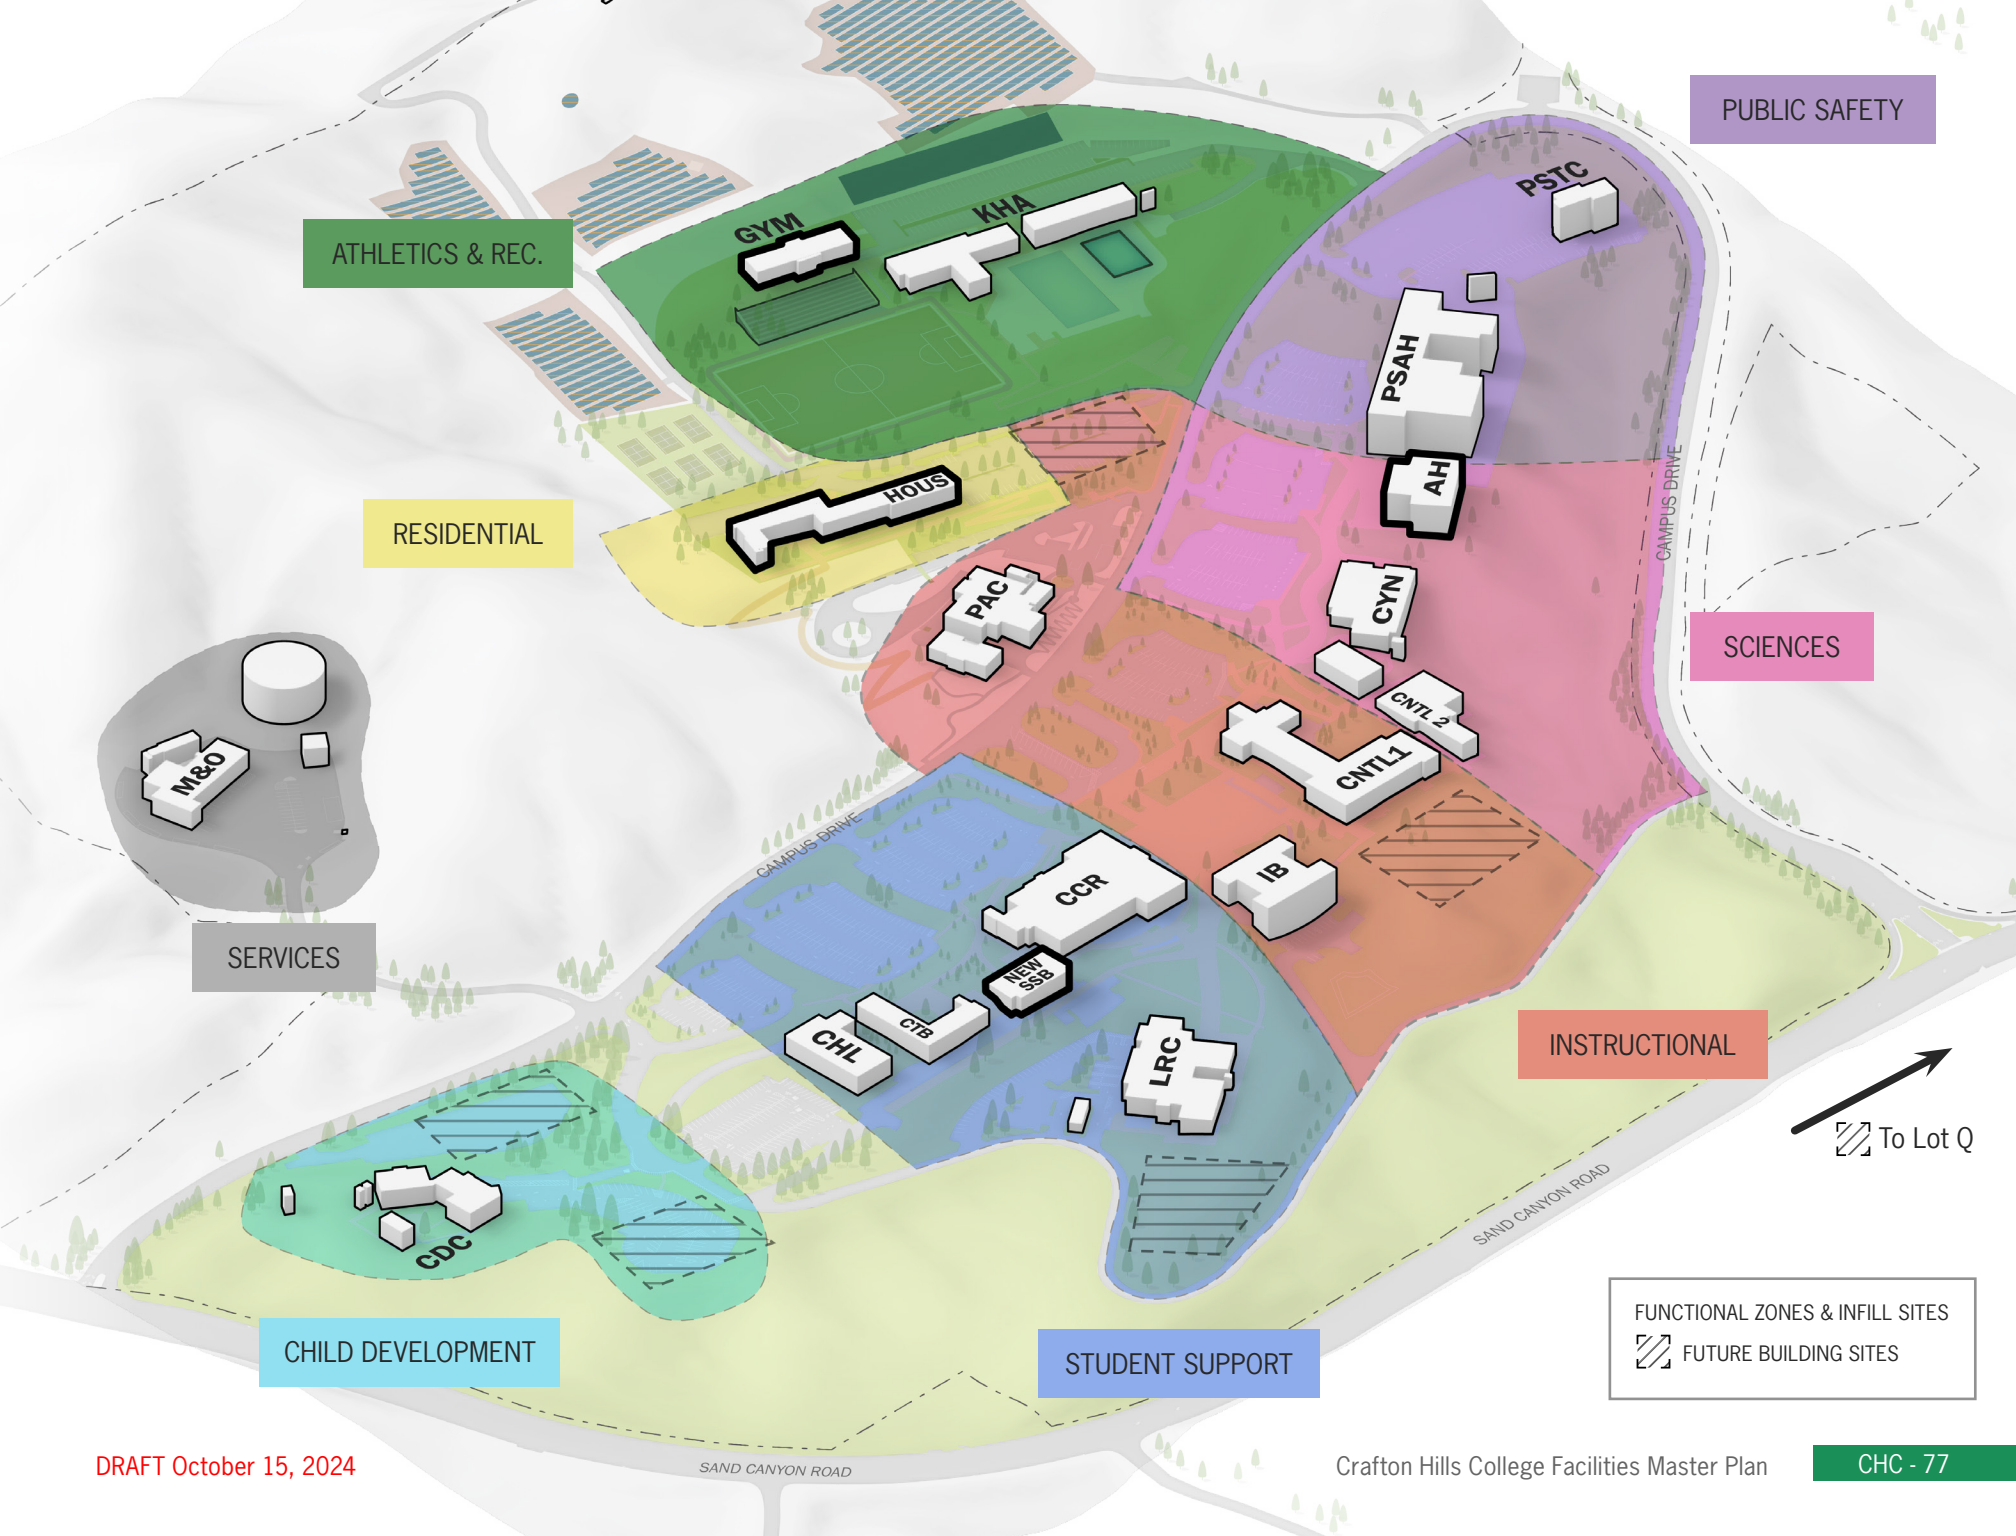 PUBLIC SAFETY
PSTC
ATHLETICS & REC.
GYM
KHA
PSAH
AH
CAMPUS DRIVE
RESIDENTIAL
HOUS
PAC
CYN
SCIENCES
CNTL 2
CNTL1
M&O
SERVICES
CAMPUS DRIVE
CCR
IB
NEW
SSB
CTB
CHL
LRC
INSTRUCTIONAL
To Lot Q
SAND CANYON ROAD
CDC
CHILD DEVELOPMENT
STUDENT SUPPORT
FUNCTIONAL ZONES & INFILL SITES
FUTURE BUILDING SITES
SAND CANYON ROAD
DRAFT October 15, 2024
Crafton Hills College Facilities Master Plan
CHC - 77